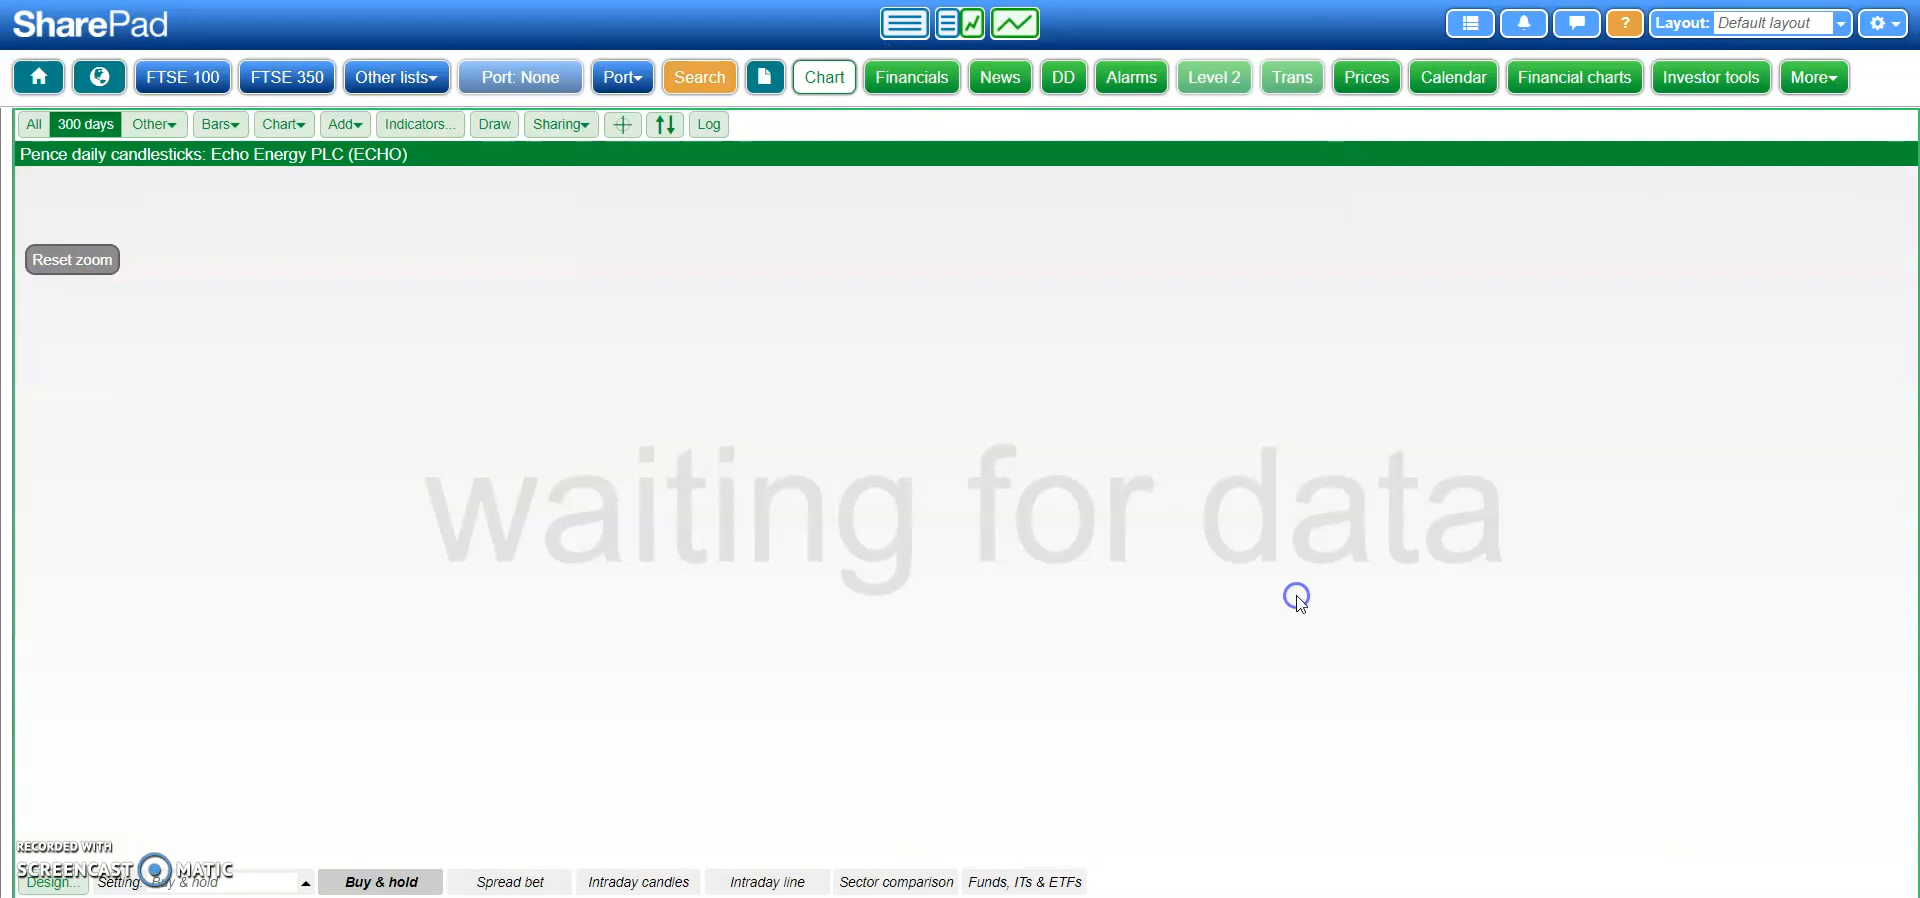 SharePad
? Layout: Default layout
FTSE 100 FTSE 350 Other lists Port: None Port Search Chart Financials News DD Alarms Level 2 Trans Prices Calendar Financial charts Investor tools More
All 300 days Other Bars Chart Add Indicators... Draw Sharing Log
Pence daily candlesticks: Echo Energy PLC (ECHO)
Reset zoom
waiting for data
RECORDED WITH
SCREENCAST MATIC
Design... Setting: Buy & hold Buy & hold Spread bet Intraday candles Intraday line Sector comparison Funds, ITs & ETFs